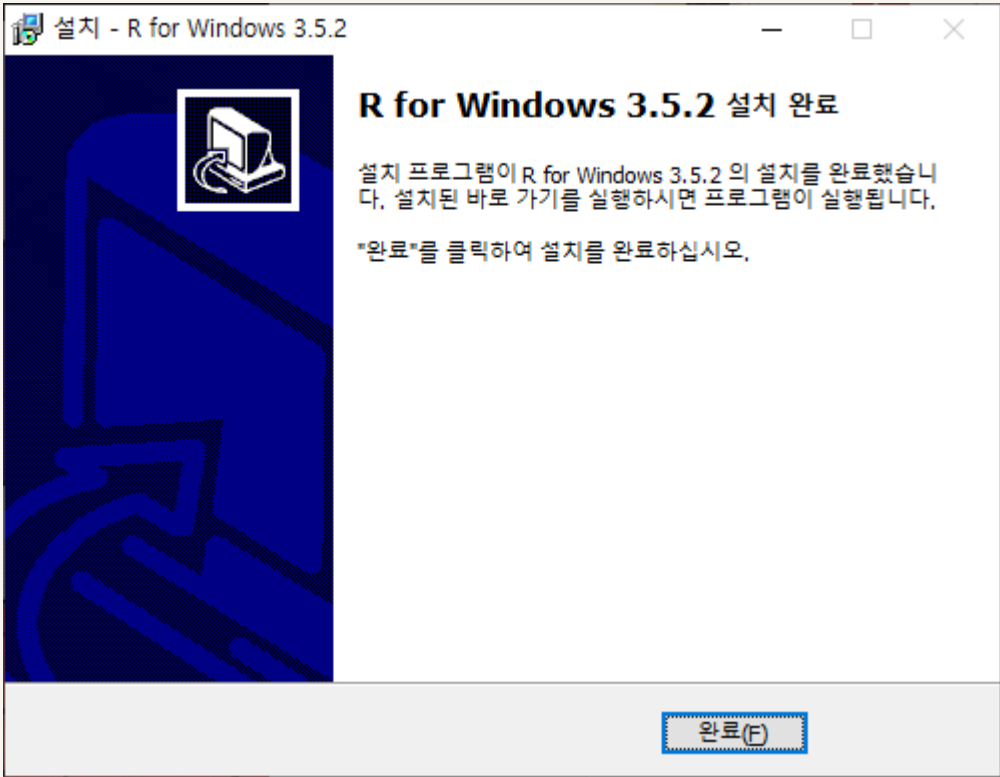 설치 - R for Windows 3.5.2
R for Windows 3.5.2 설치 완료
설치 프로그램이 R for Windows 3.5.2 의 설치를 완료했습니
다. 설치된 바로 가기를 실행하시면 프로그램이 실행됩니다.
"완료"를 클릭하여 설치를 완료하십시오.
완료(F)